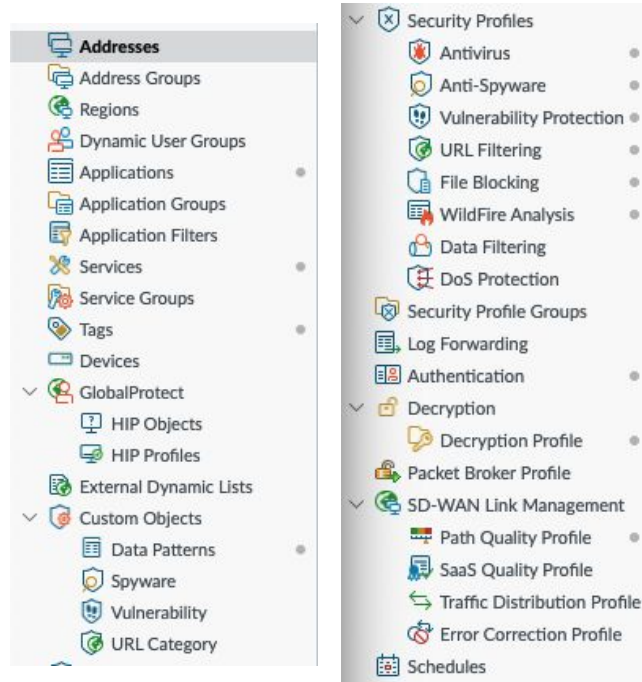 Addresses
Address Groups
Regions
Dynamic User Groups
Applications
Application Groups
Application Filters
Services
Service Groups
Tags
Devices
GlobalProtect
HIP Objects
HIP Profiles
External Dynamic Lists
Custom Objects
Data Patterns
Spyware
Vulnerability
URL Category
Security Profiles
Antivirus
Anti-Spyware
Vulnerability Protection
URL Filtering
File Blocking
WildFire Analysis
Data Filtering
DoS Protection
Security Profile Groups
Log Forwarding
Authentication
Decryption
Decryption Profile
Packet Broker Profile
SD-WAN Link Management
Path Quality Profile
SaaS Quality Profile
Traffic Distribution Profile
Error Correction Profile
Schedules